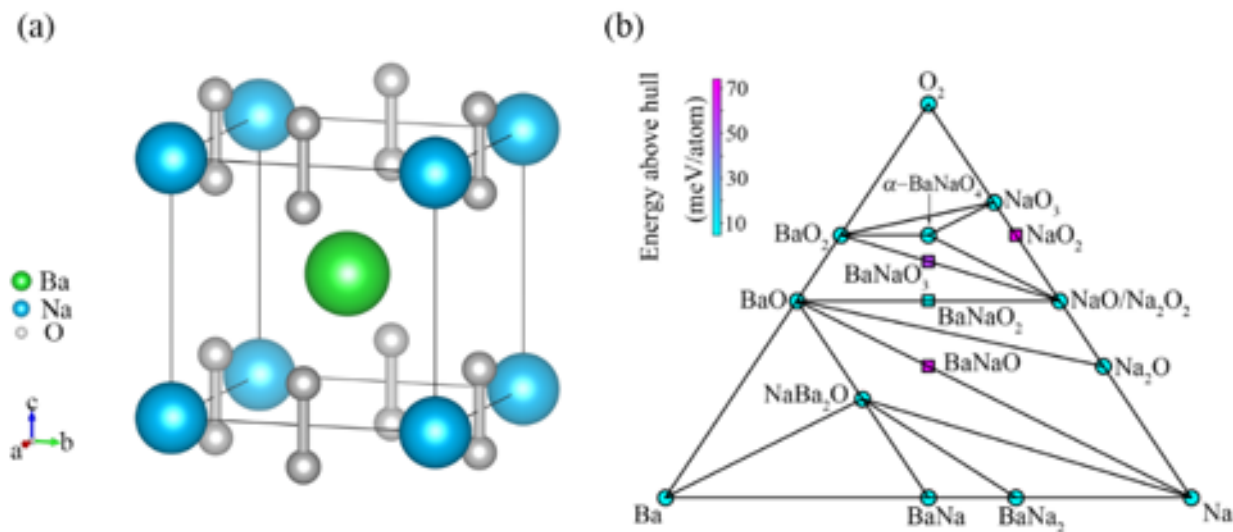 (a)
Ba
Na
O
c
a
b
(b)
Energy above hull
(meV/atom)
70
50
30
10
O₂
α−BaNaO₄
NaO₃
BaO₂
NaO₂
BaNaO₃
BaO
NaO/Na₂O₂
BaNaO₂
BaNaO
Na₂O
NaBa₂O
Ba
BaNa
BaNa₂
Na